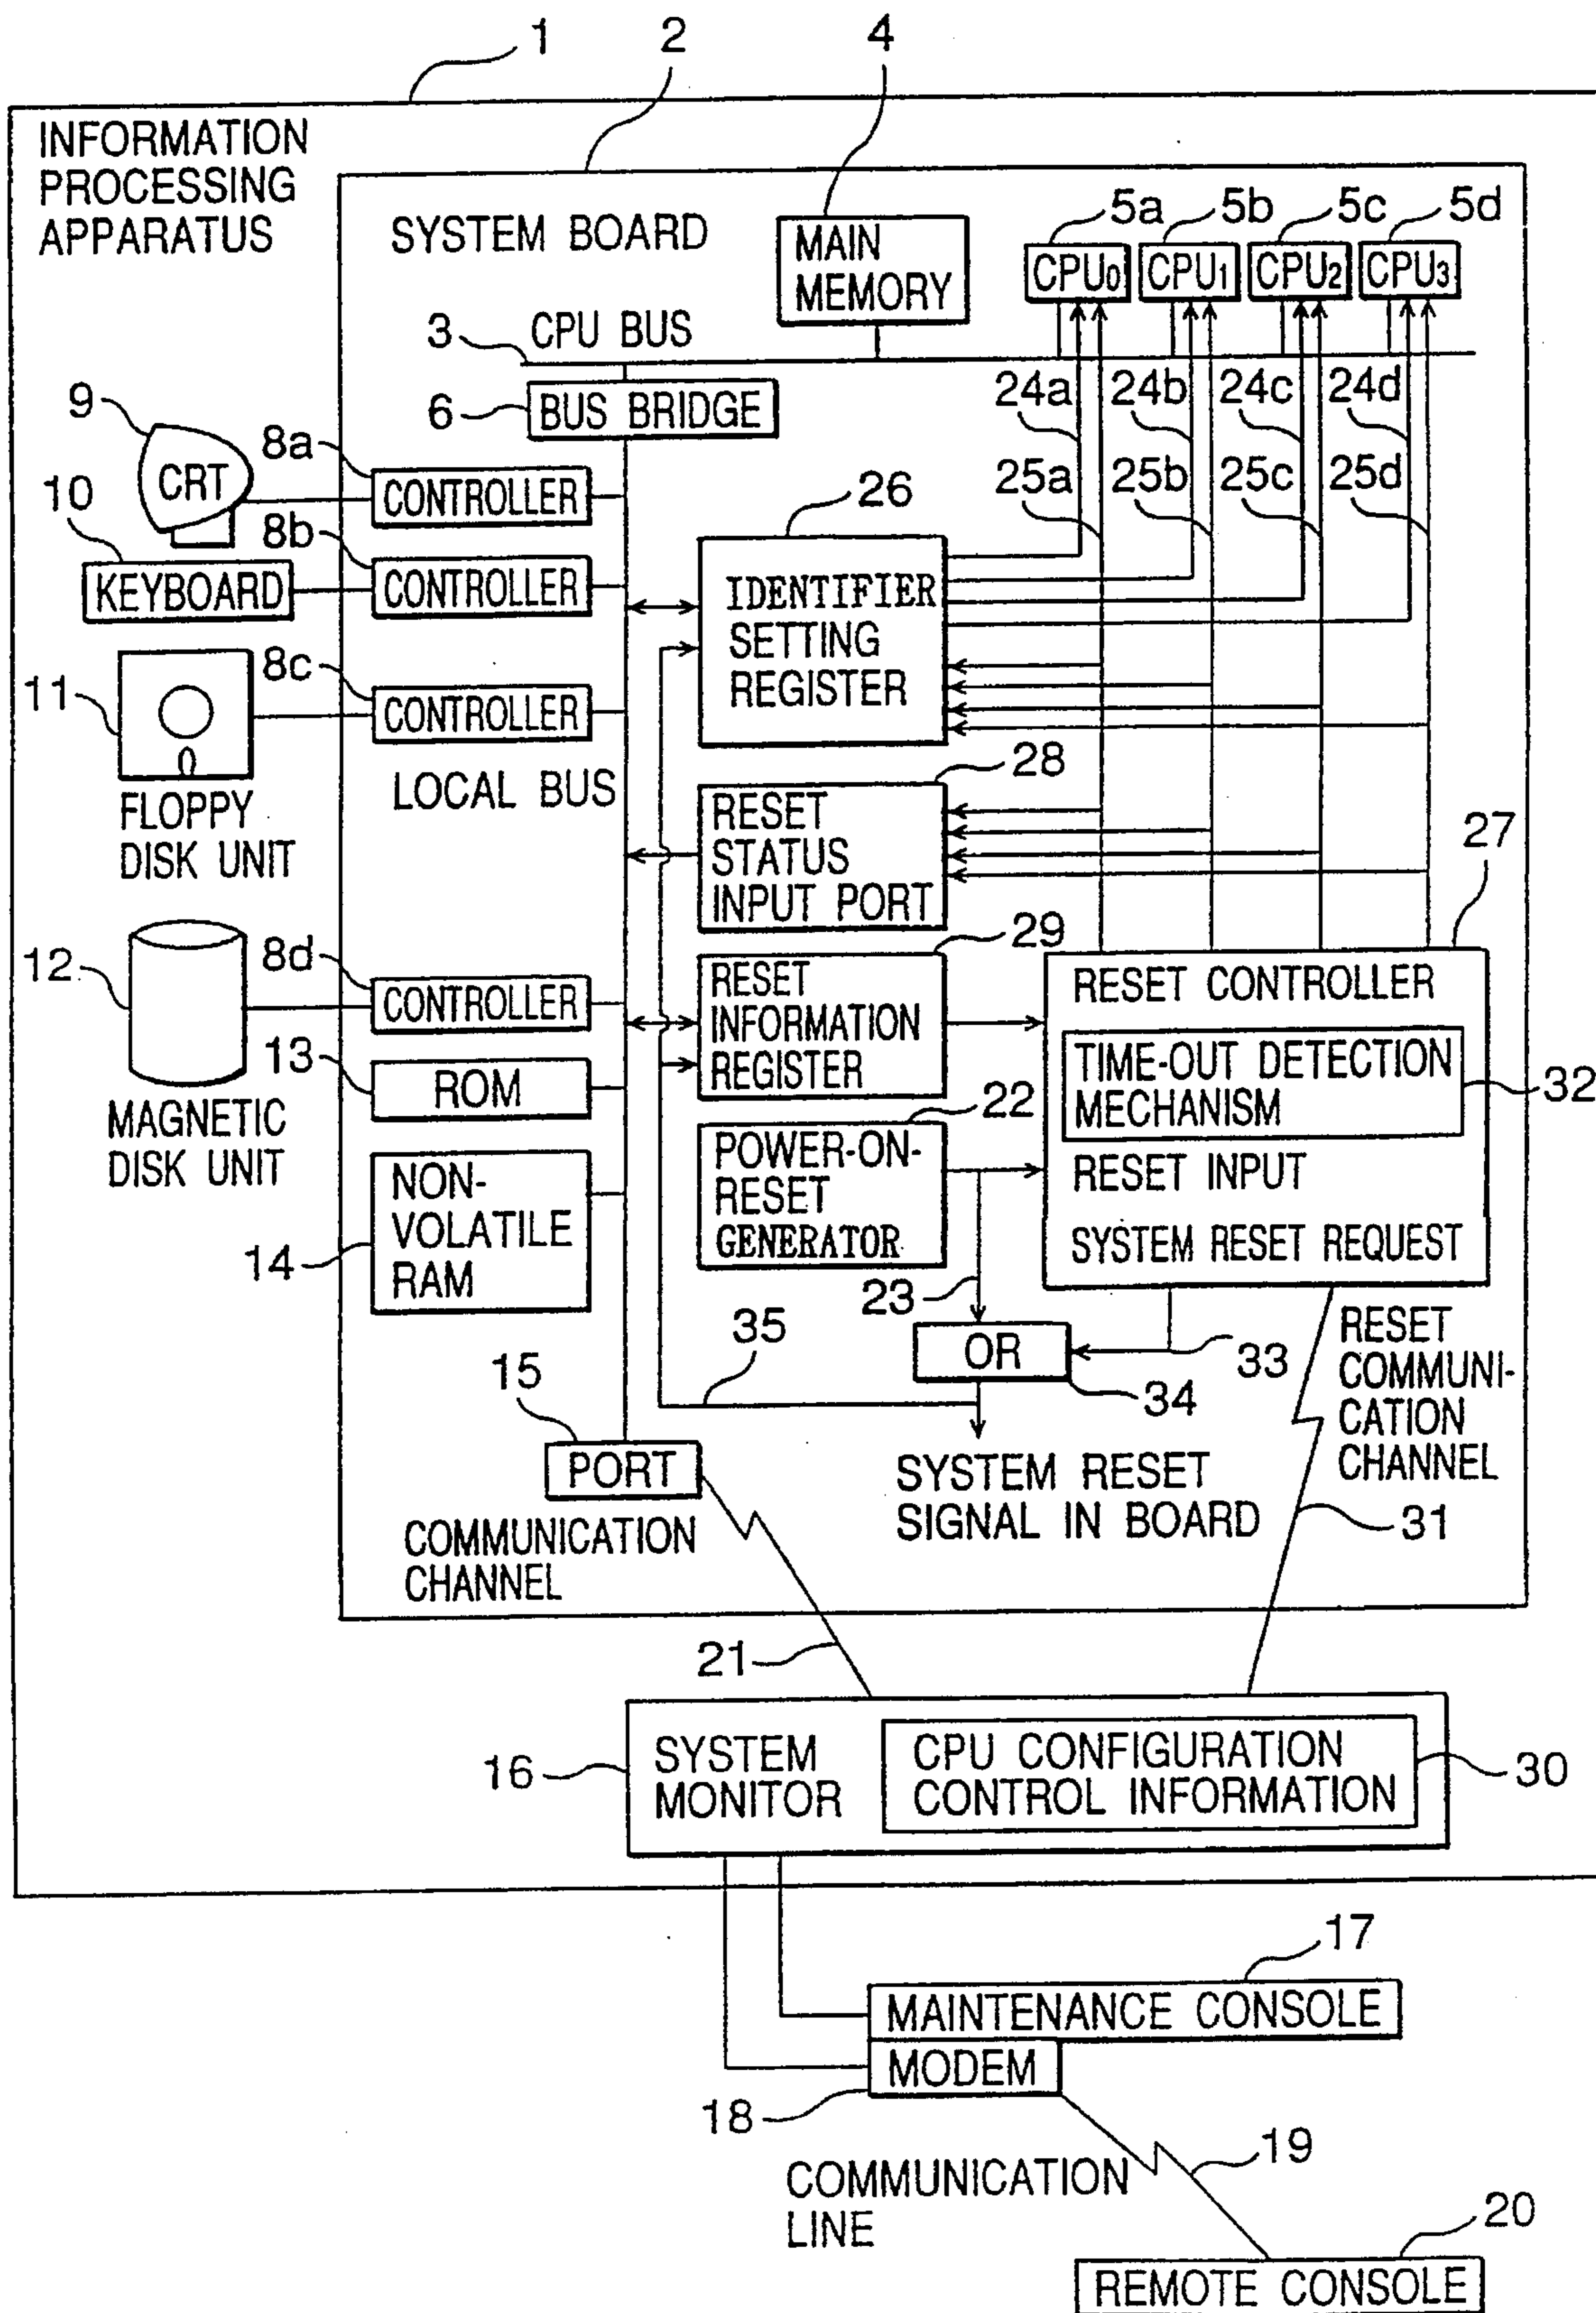 1
2
4
INFORMATION
PROCESSING
APPARATUS
SYSTEM BOARD
MAIN
MEMORY
5a
5b
5c
5d
CPU0
CPU1
CPU2
CPU3
3
CPU BUS
6
BUS BRIDGE
24a
24b
24c
24d
9
CRT
8a
CONTROLLER
25a
25b
25c
25d
10
KEYBOARD
8b
CONTROLLER
26
IDENTIFIER
SETTING
REGISTER
11
8c
CONTROLLER
FLOPPY
DISK UNIT
LOCAL BUS
28
RESET
STATUS
INPUT PORT
27
12
8d
CONTROLLER
29
RESET
INFORMATION
REGISTER
RESET CONTROLLER
TIME-OUT DETECTION
MECHANISM
32
RESET INPUT
SYSTEM RESET REQUEST
13
ROM
MAGNETIC
DISK UNIT
22
POWER-ON-
RESET
GENERATOR
14
NON-
VOLATILE
RAM
23
35
OR
33
34
RESET
COMMUNI-
CATION
CHANNEL
15
PORT
SYSTEM RESET
SIGNAL IN BOARD
31
COMMUNICATION
CHANNEL
21
16
SYSTEM
MONITOR
CPU CONFIGURATION
CONTROL INFORMATION
30
17
MAINTENANCE CONSOLE
MODEM
18
19
COMMUNICATION
LINE
20
REMOTE CONSOLE